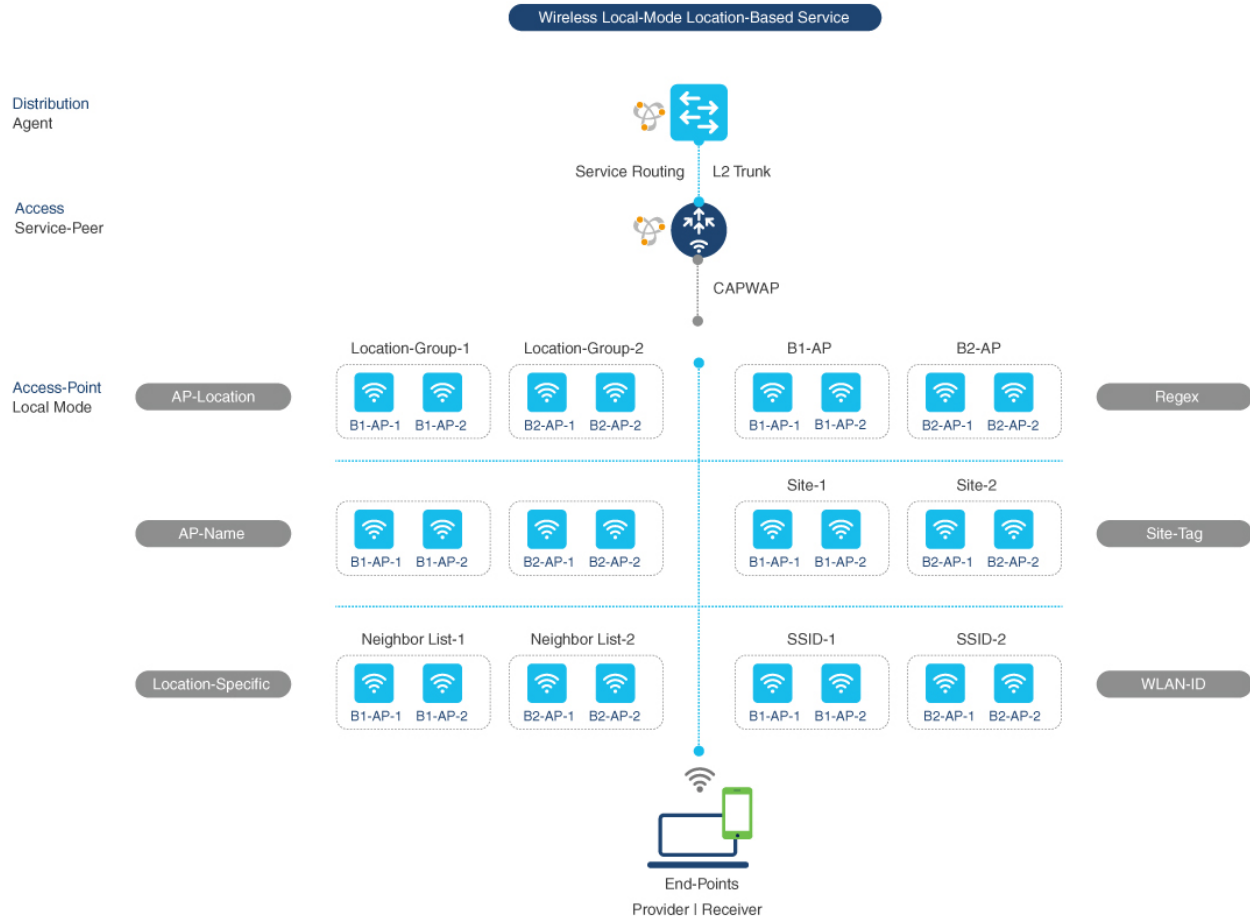 Wireless Local-Mode Location-Based Service
Distribution
Agent
Service Routing
L2 Trunk
Access
Service-Peer
CAPWAP
Access-Point
Local Mode
AP-Location
Location-Group-1
B1-AP-1
B1-AP-2
Location-Group-2
B2-AP-1
B2-AP-2
B1-AP
B1-AP-1
B1-AP-2
B2-AP
B2-AP-1
B2-AP-2
Regex
AP-Name
B1-AP-1
B1-AP-2
B2-AP-1
B2-AP-2
Site-1
B1-AP-1
B1-AP-2
Site-2
B2-AP-1
B2-AP-2
Site-Tag
Location-Specific
Neighbor List-1
B1-AP-1
B1-AP-2
Neighbor List-2
B2-AP-1
B2-AP-2
SSID-1
B1-AP-1
B1-AP-2
SSID-2
B2-AP-1
B2-AP-2
WLAN-ID
End-Points
Provider | Receiver